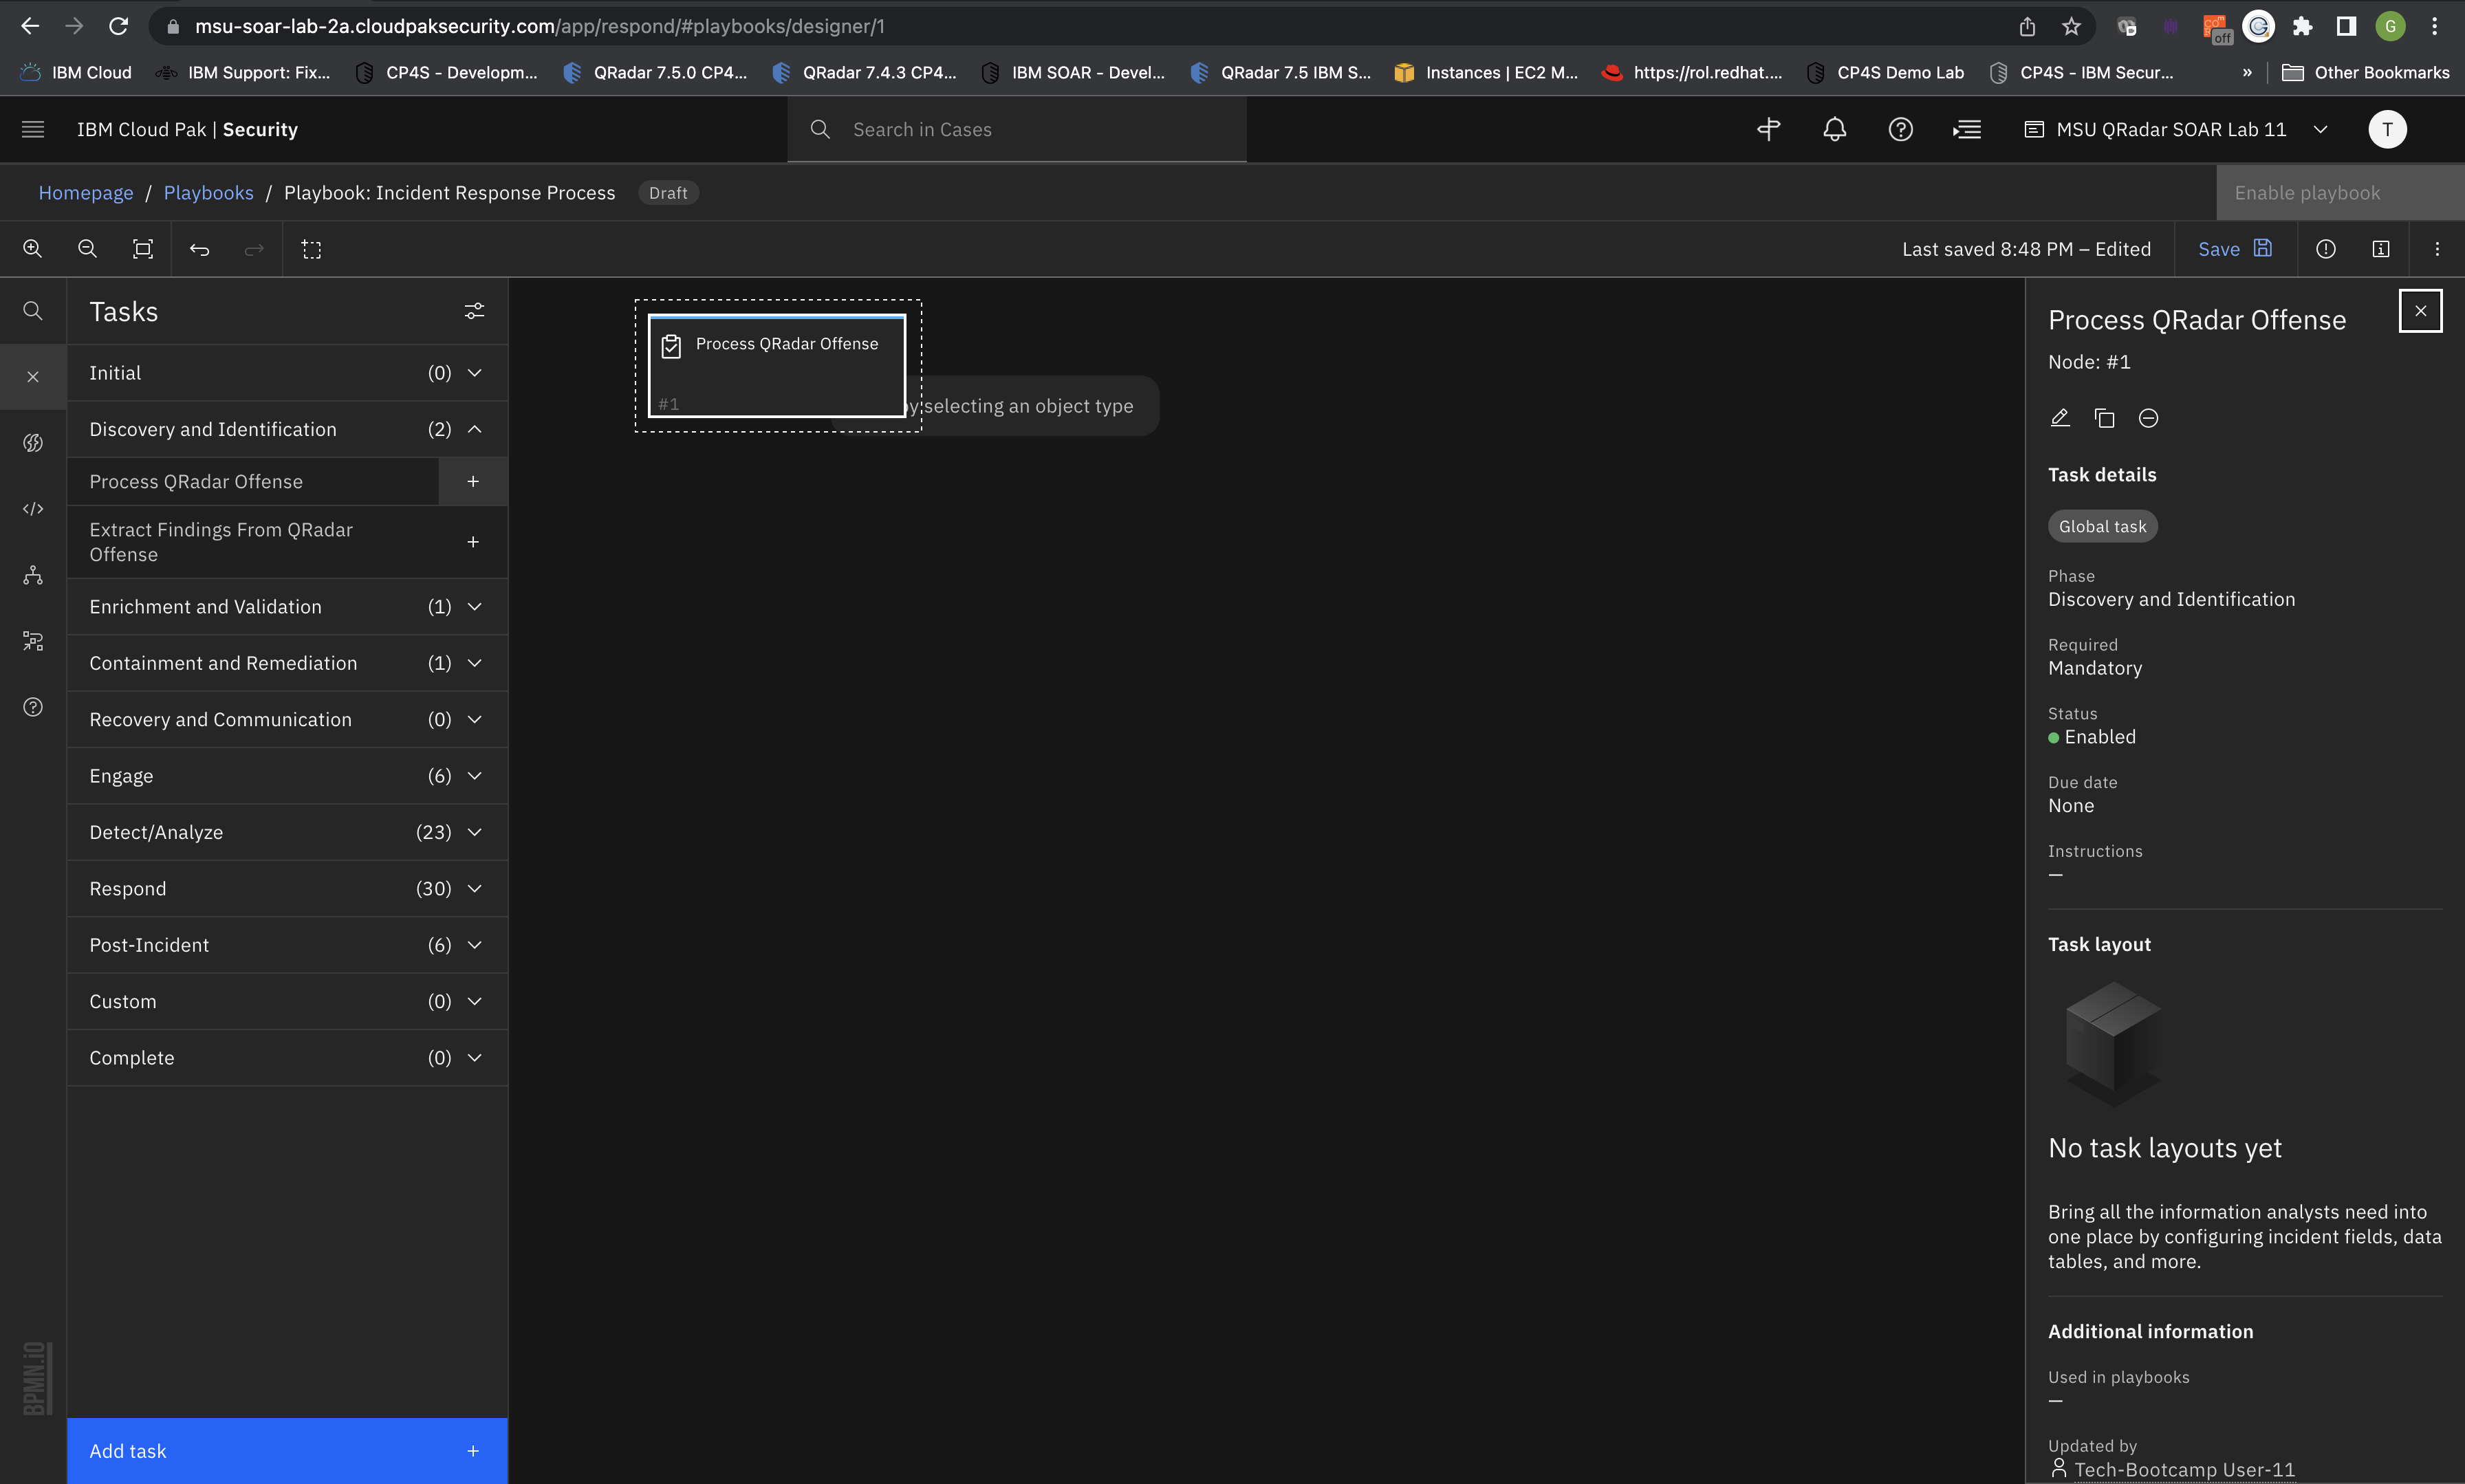 msu-soar-lab-2a.cloudpaksecurity.com/app/respond/#playbooks/designer/1
off
G
IBM Cloud
IBM Support: Fix...
CP4S - Developm...
QRadar 7.5.0 CP4...
QRadar 7.4.3 CP4...
IBM SOAR - Devel...
QRadar 7.5 IBM S...
Instances | EC2 M...
https://rol.redhat....
CP4S Demo Lab
CP4S - IBM Secur...
»
Other Bookmarks
IBM Cloud Pak | Security
Search in Cases
MSU QRadar SOAR Lab 11
T
Homepage / Playbooks / Playbook: Incident Response Process
Draft
Enable playbook
Last saved 8:48 PM – Edited
Save
Tasks
Initial (0)
Discovery and Identification (2)
Process QRadar Offense +
Extract Findings From QRadar
Offense +
Enrichment and Validation (1)
Containment and Remediation (1)
Recovery and Communication (0)
Engage (6)
Detect/Analyze (23)
Respond (30)
Post-Incident (6)
Custom (0)
Complete (0)
Add task +
BPMN.iO
Process QRadar Offense
#1
y selecting an object type
Process QRadar Offense
Node: #1
Task details
Global task
Phase
Discovery and Identification
Required
Mandatory
Status
Enabled
Due date
None
Instructions
—
Task layout
No task layouts yet
Bring all the information analysts need into
one place by configuring incident fields, data
tables, and more.
Additional information
Used in playbooks
—
Updated by
Tech-Bootcamp User-11